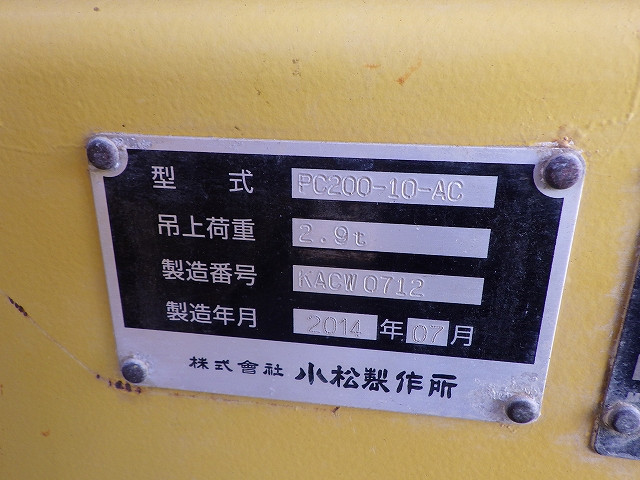 型 式 PC200-10-AC
吊上荷重 2.9t
製造番号 KACW0712
製造年月 2014年07月
株式會社 小松製作所